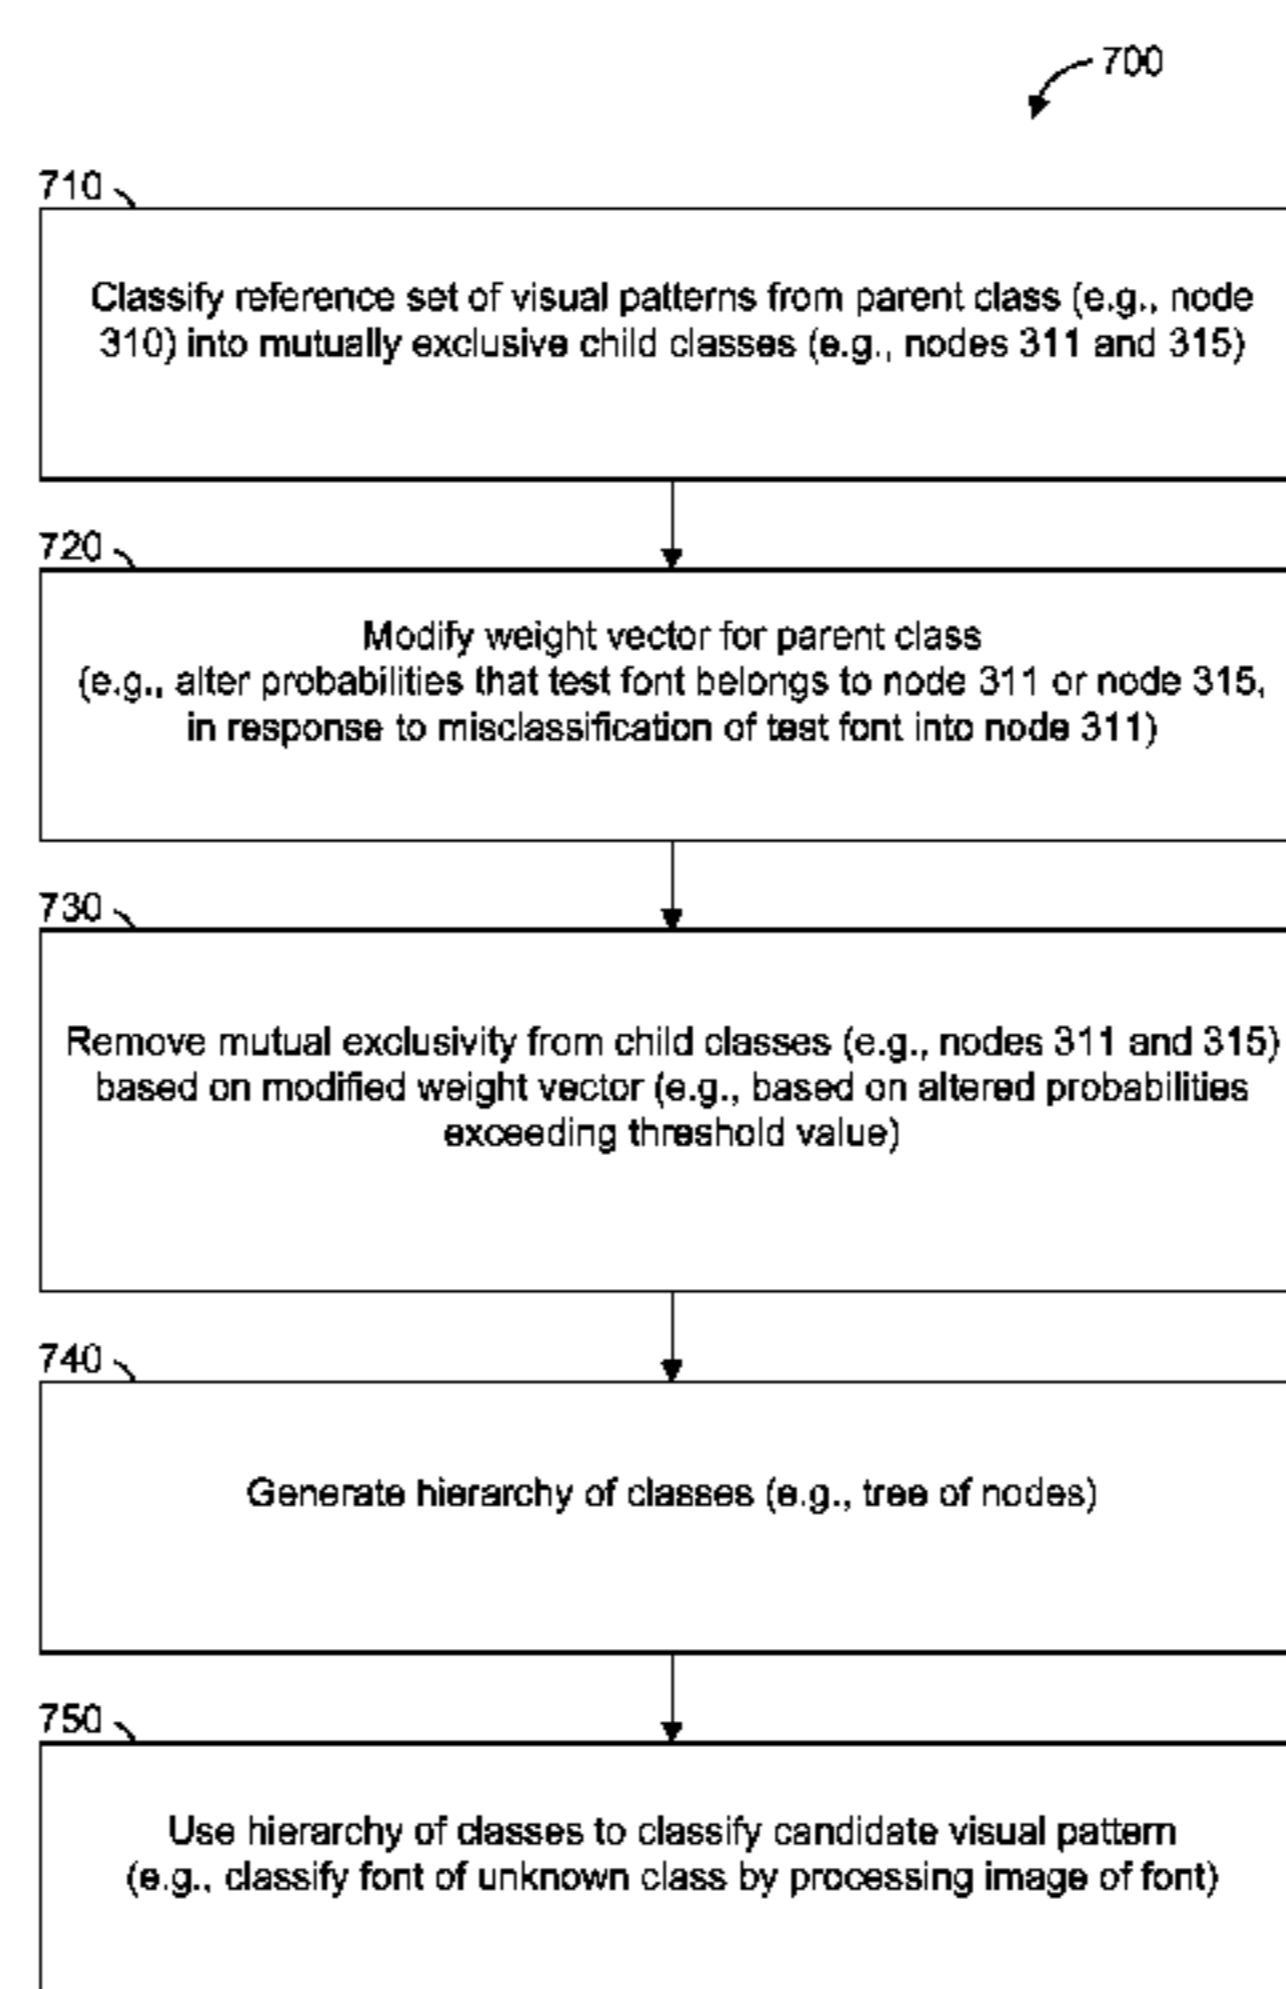 700
710
Classify reference set of visual patterns from parent class (e.g., node
310) into mutually exclusive child classes (e.g., nodes 311 and 315)
720
Modify weight vector for parent class
(e.g., alter probabilities that test font belongs to node 311 or node 315,
in response to misclassification of test font into node 311)
730
Remove mutual exclusivity from child classes (e.g., nodes 311 and 315)
based on modified weight vector (e.g., based on altered probabilities
exceeding threshold value)
740
Generate hierarchy of classes (e.g., tree of nodes)
750
Use hierarchy of classes to classify candidate visual pattern
(e.g., classify font of unknown class by processing image of font)